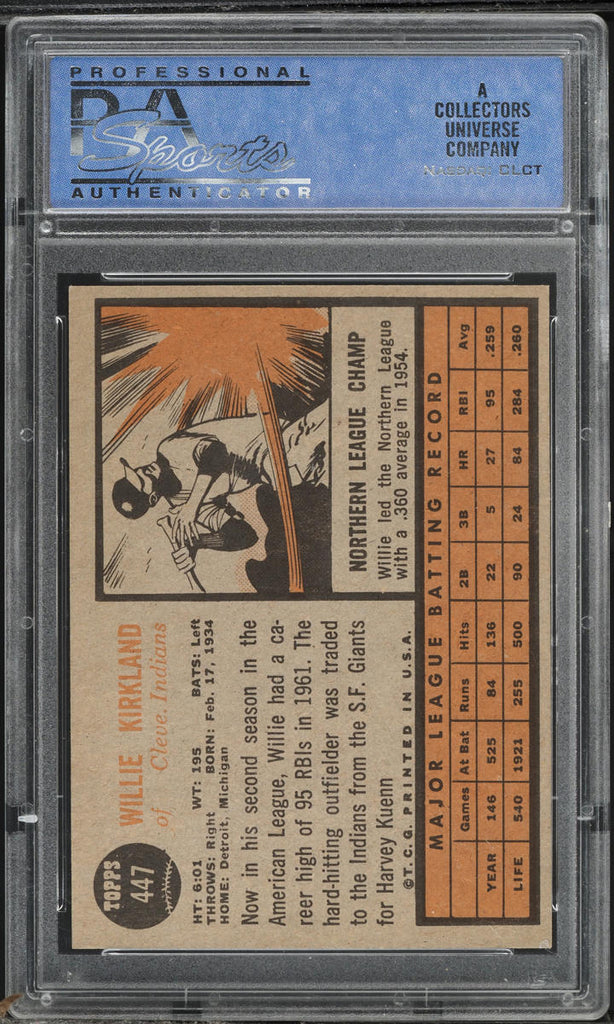 PROFESSIONAL
PSA
Sports
AUTHENTICATOR
A
COLLECTORS
UNIVERSE
COMPANY
NASDAQ: CLCT
TOPPS
447
WILLIE KIRKLAND
of Cleve. Indians
HT: 6:01 WT: 195 BATS: Left
THROWS: Right BORN: Feb. 17, 1934
HOME: Detroit, Michigan
Now in his second season in the
American League, Willie had a ca-
reer high of 95 RBIs in 1961. The
hard-hitting outfielder was traded
to the Indians from the S.F. Giants
for Harvey Kuenn
©T.C.G. PRINTED IN U.S.A.
NORTHERN LEAGUE CHAMP
Willie led the Northern League
with a .360 average in 1954.
MAJOR LEAGUE BATTING RECORD
Games At Bat Runs Hits 2B 3B HR RBI Avg
YEAR 146 525 84 136 22 5 27 95 .259
LIFE 540 1921 255 500 90 24 84 284 .260